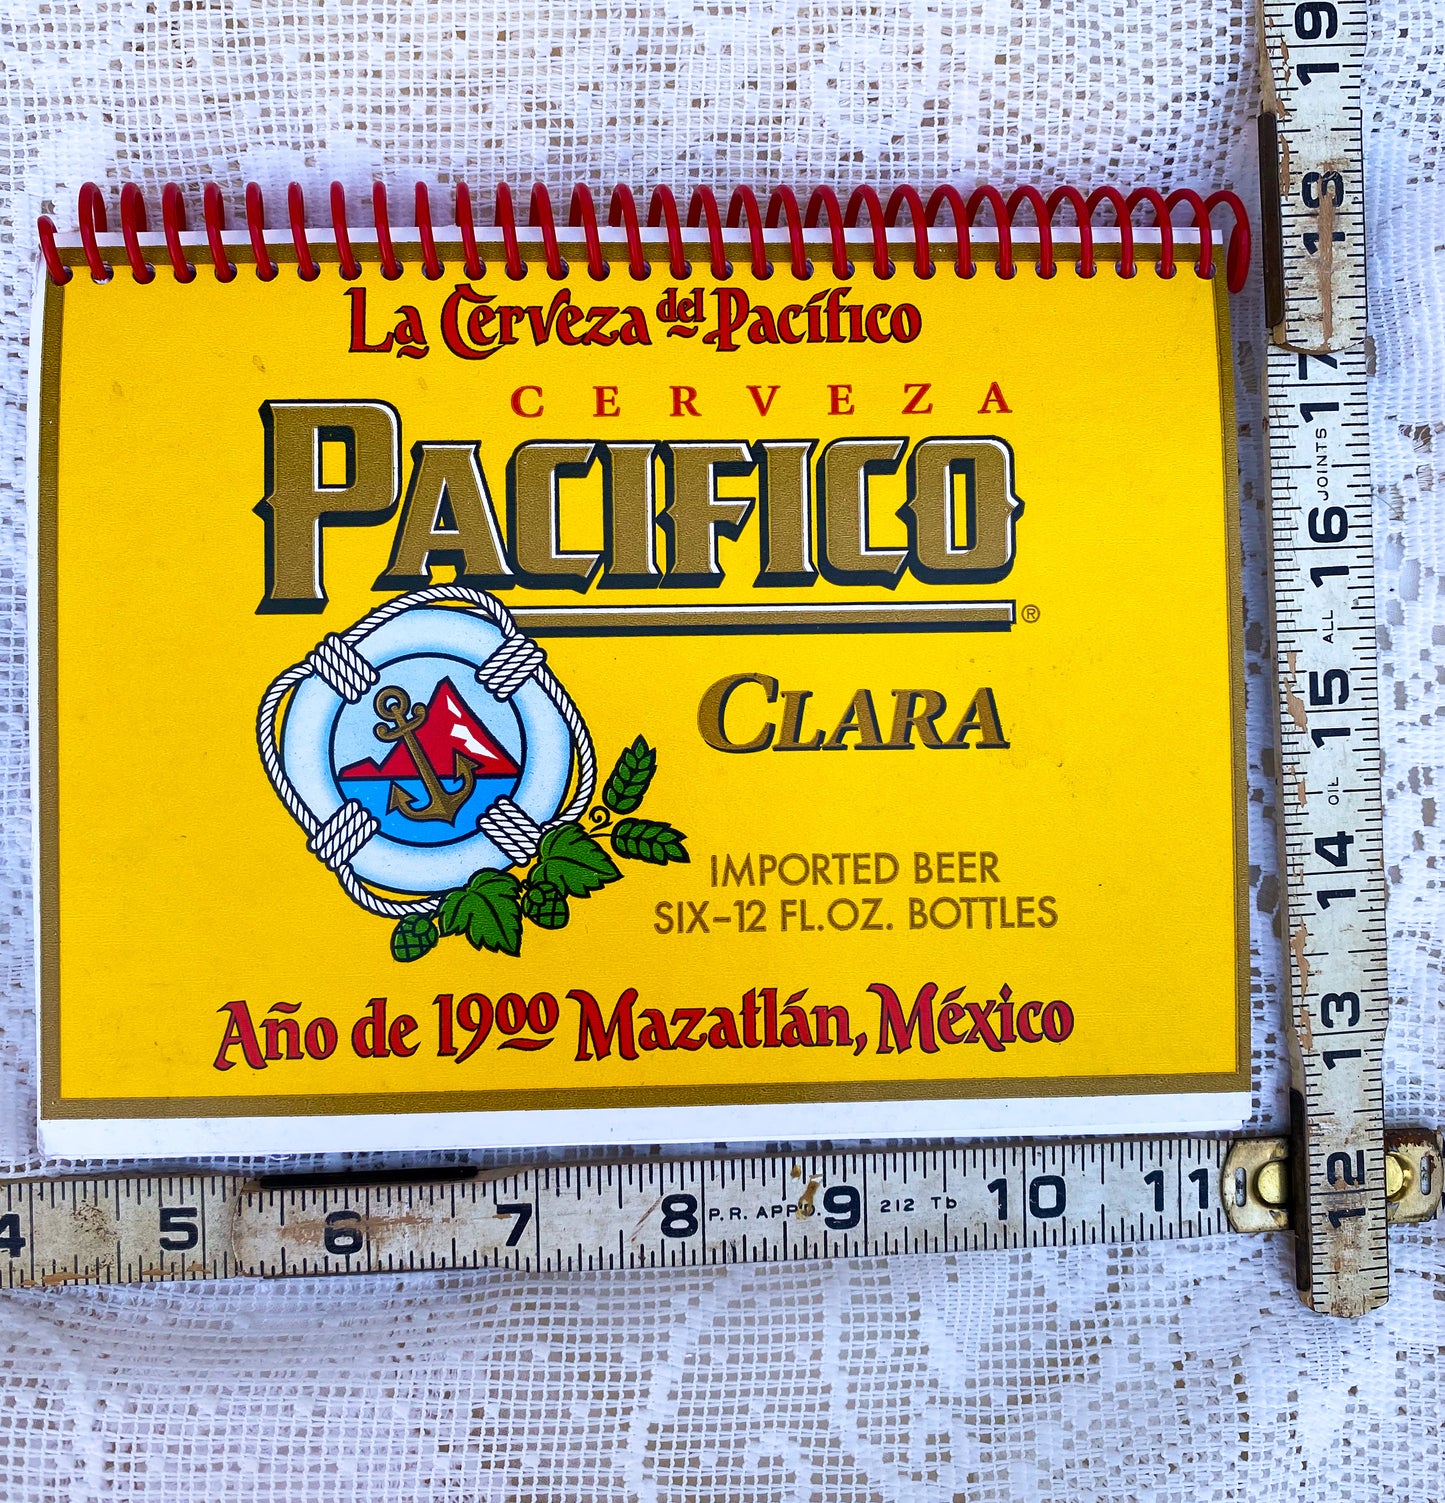 La Cerveza del Pacífico
CERVEZA
PACIFICO
®
CLARA
IMPORTED BEER
SIX-12 FL.OZ. BOTTLES
Año de 1900 Mazatlán, México
4 5 6 7 8 P.R. APPD. 9 212 Tb 10 11
12 13 14 OIL 15 ALL 16 JOINTS 17 18 19